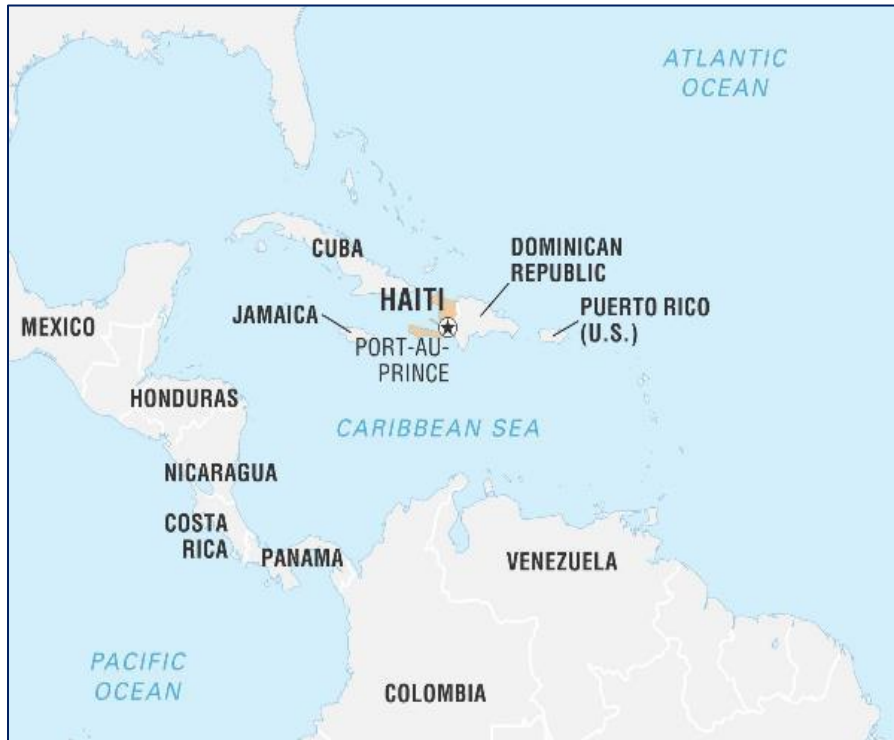 ATLANTIC
OCEAN
CUBA
DOMINICAN
REPUBLIC
HAITI
JAMAICA
PUERTO RICO
(U.S.)
MEXICO
PORT-AU-
PRINCE
HONDURAS
CARIBBEAN SEA
NICARAGUA
COSTA
RICA
PANAMA
VENEZUELA
PACIFIC
OCEAN
COLOMBIA